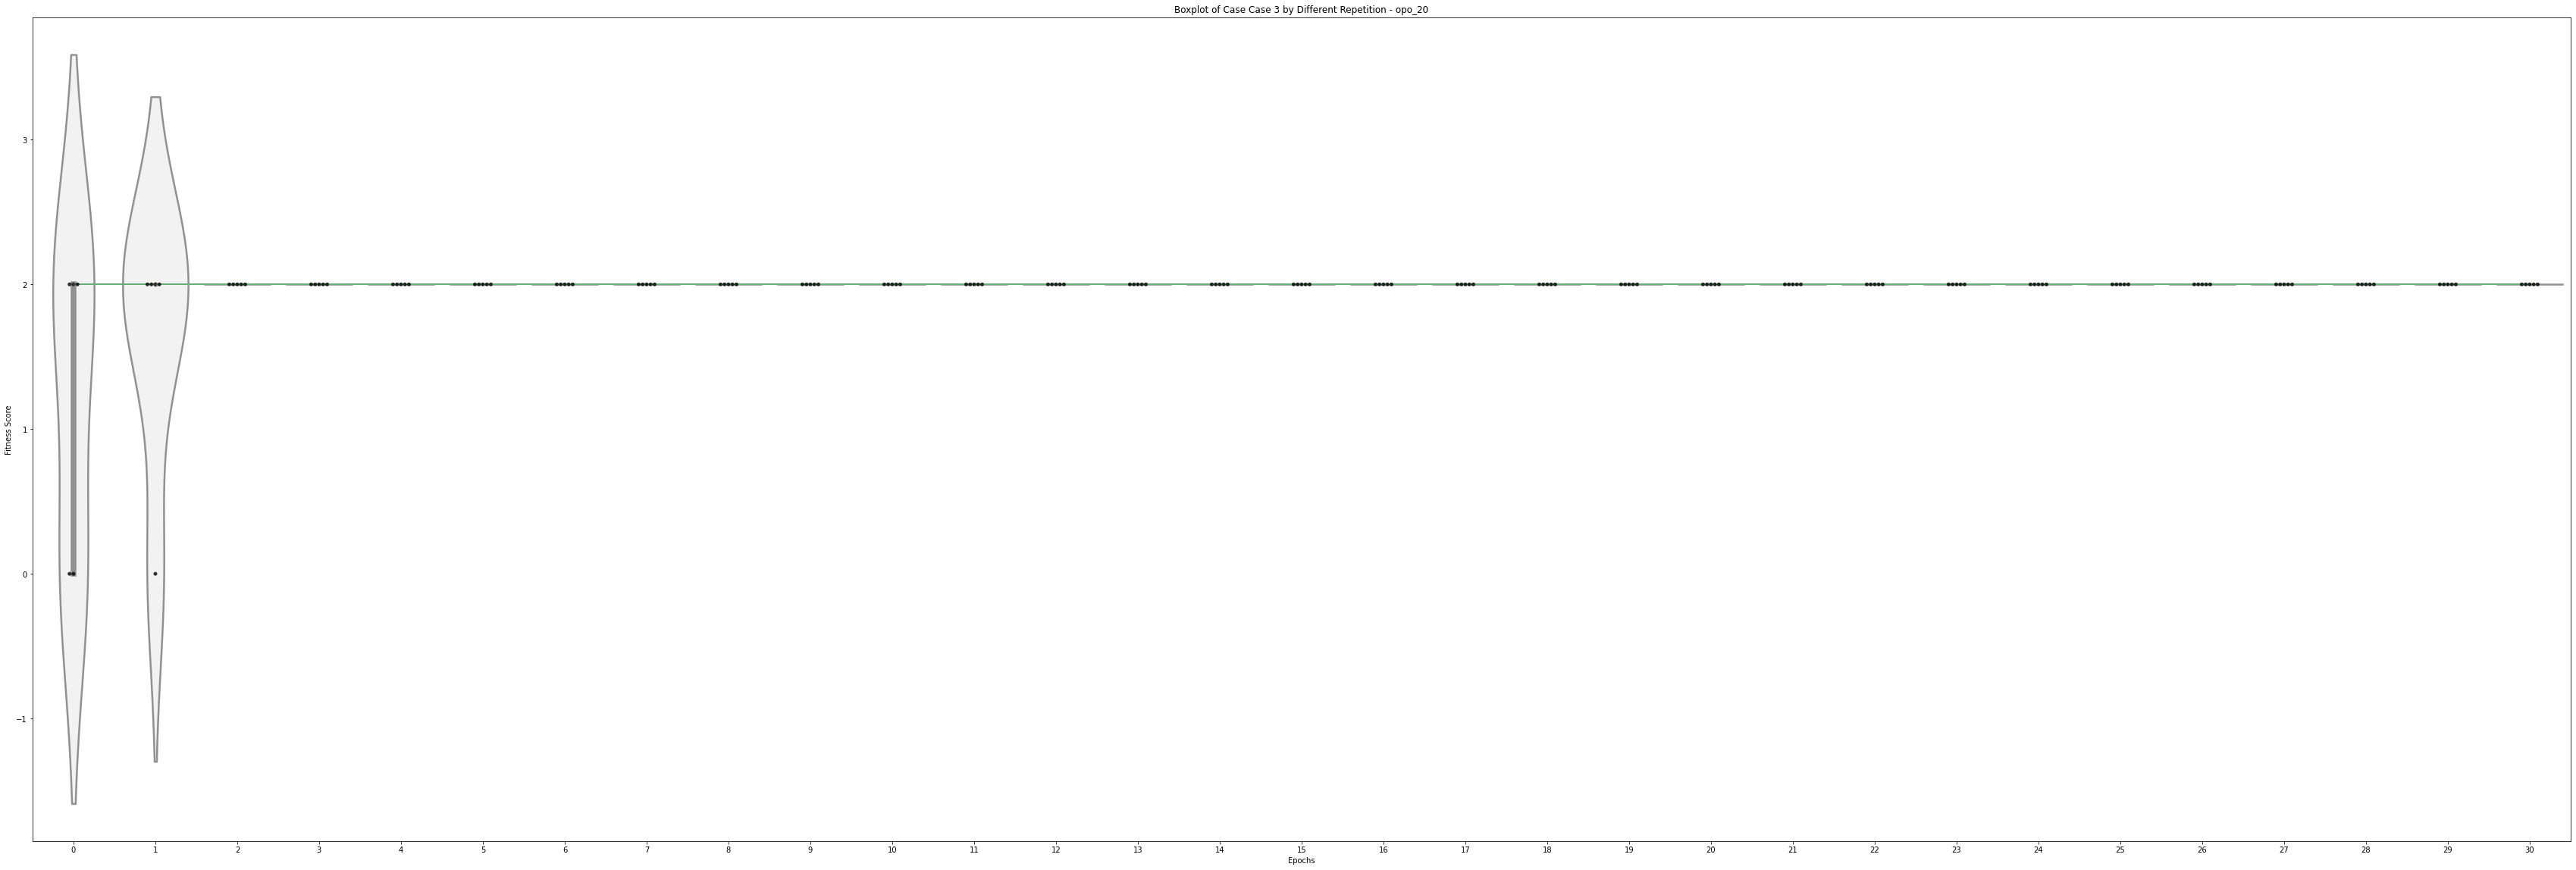 Boxplot of Case Case 3 by Different Repetition - opo_20
Fitness Score
3
2
1
0
−1
0 1 2 3 4 5 6 7 8 9 10 11 12 13 14 15 16 17 18 19 20 21 22 23 24 25 26 27 28 29 30
Epochs